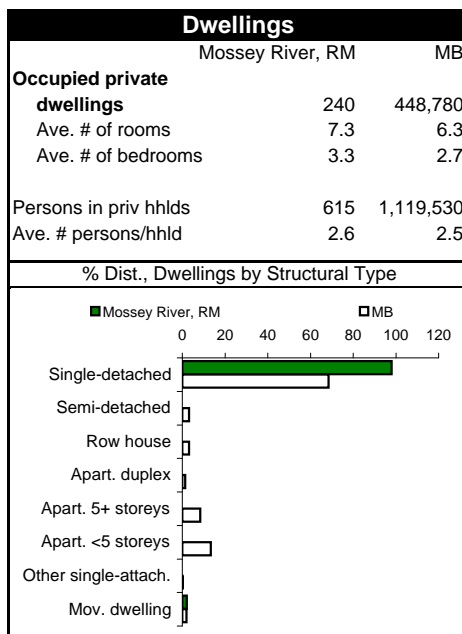 Dwellings
Mossey River, RM MB
Occupied private
dwellings 240 448,780
Ave. # of rooms 7.3 6.3
Ave. # of bedrooms 3.3 2.7
Persons in priv hhlds 615 1,119,530
Ave. # persons/hhld 2.6 2.5
% Dist., Dwellings by Structural Type
Mossey River, RM MB
0 20 40 60 80 100 120
Single-detached
Semi-detached
Row house
Apart. duplex
Apart. 5+ storeys
Apart. <5 storeys
Other single-attach.
Mov. dwelling